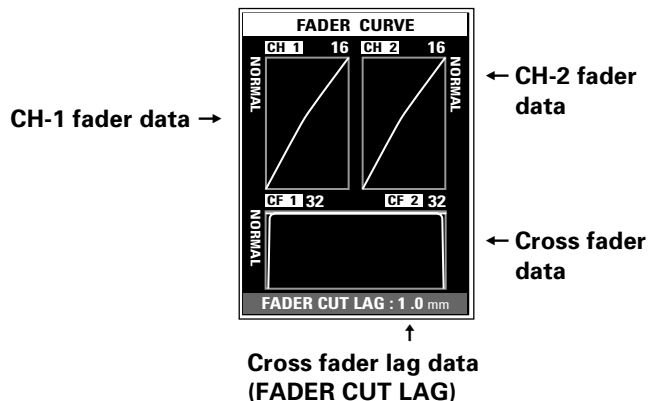 FADER CURVE
CH 1 16 CH 2 16
NORMAL
NORMAL
CH-1 fader data →
← CH-2 fader
data
CF 1 32 CF 2 32
NORMAL
← Cross fader
data
FADER CUT LAG : 1 .0 mm
↑
Cross fader lag data
(FADER CUT LAG)